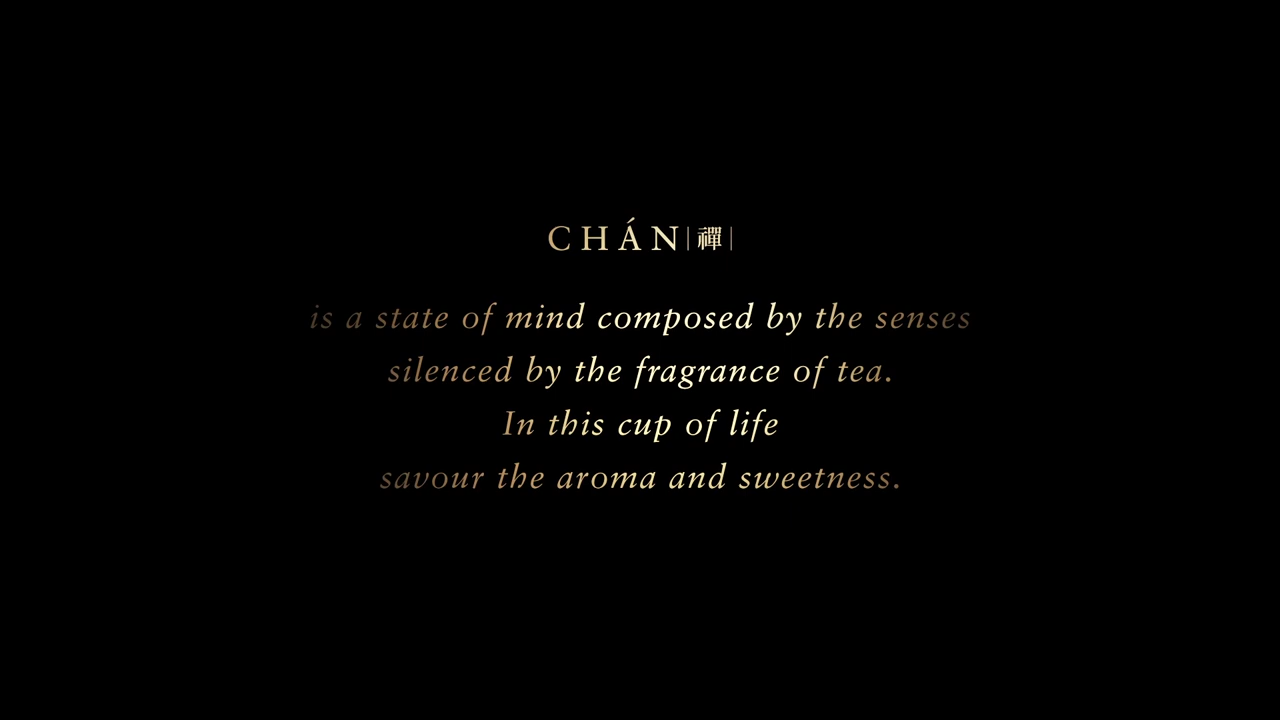 CHÁN|禪|
is a state of mind composed by the senses
silenced by the fragrance of tea.
In this cup of life
savour the aroma and sweetness.